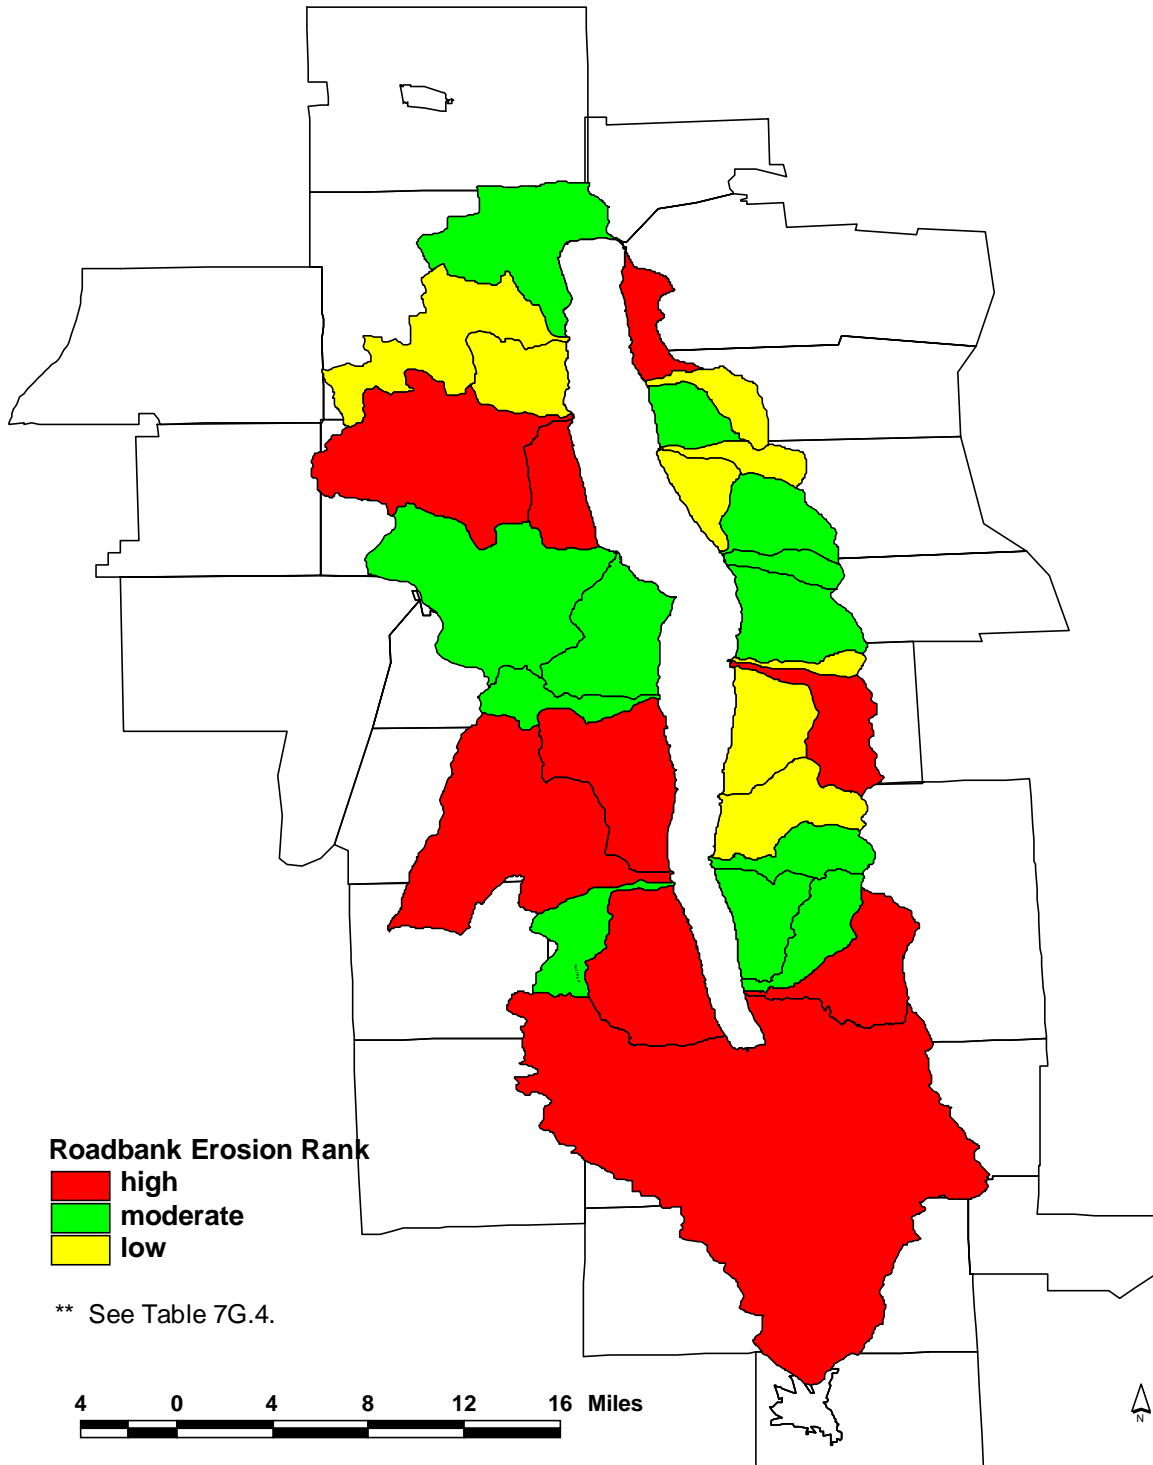 Roadbank Erosion Rank
high
moderate
low
** See Table 7G.4.
4 0 4 8 12 16 Miles
N